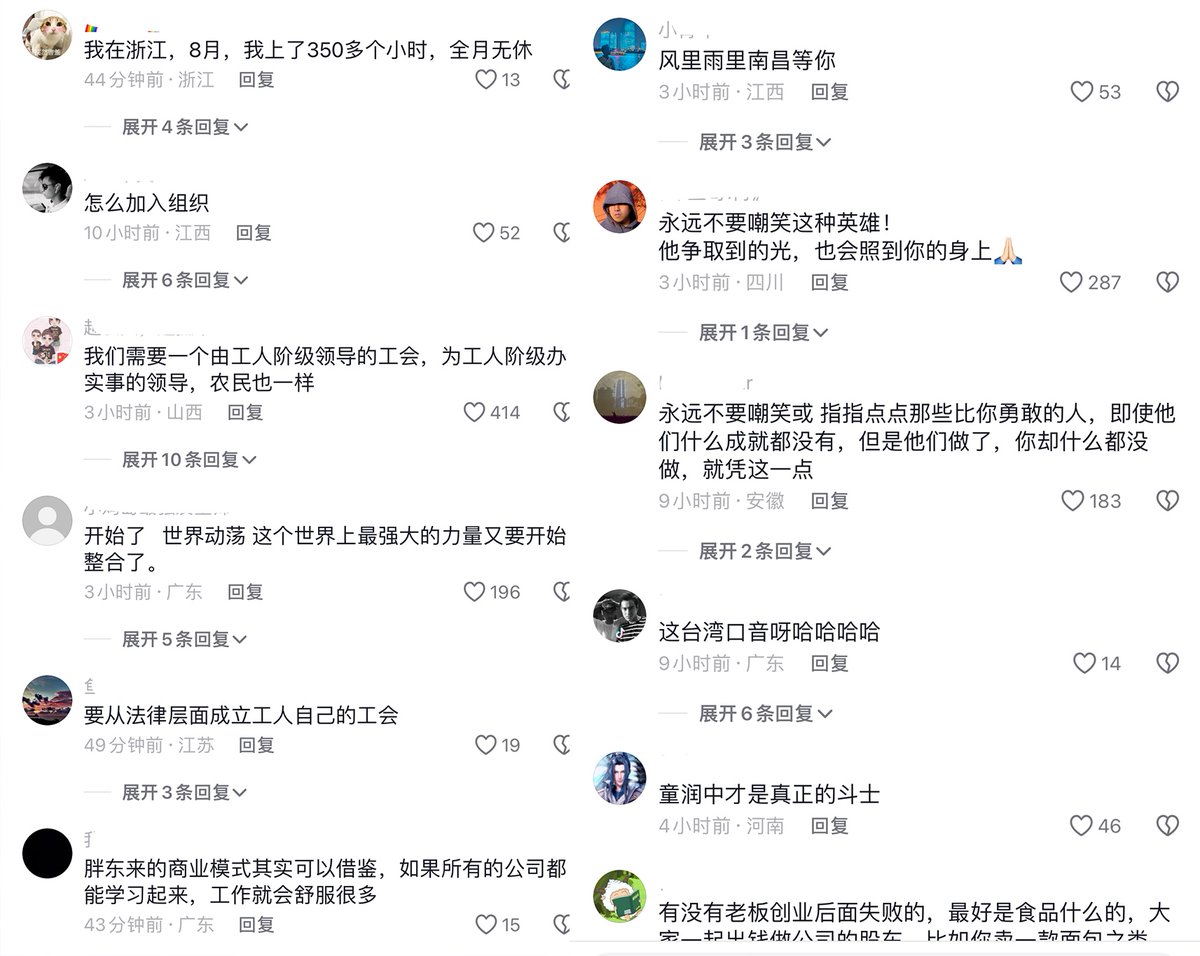 我在浙江，8月，我上了350多个小时，全月无休
44分钟前·浙江 回复 13
展开4条回复
怎么加入组织
10小时前·江西 回复 52
展开6条回复
我们需要一个由工人阶级领导的工会，为工人阶级办
实事的领导，农民也一样
3小时前·山西 回复 414
展开10条回复
开始了 世界动荡 这个世界上最强大的力量又要开始
整合了。
3小时前·广东 回复 196
展开5条回复
要从法律层面成立工人自己的工会
49分钟前·江苏 回复 19
展开3条回复
胖东来的商业模式其实可以借鉴，如果所有的公司都
能学习起来，工作就会舒服很多
43分钟前·广东 回复 15
风里雨里南昌等你
3小时前·江西 回复 53
展开3条回复
永远不要嘲笑这种英雄！
他争取到的光，也会照到你的身上🙏🏻
3小时前·四川 回复 287
展开1条回复
永远不要嘲笑或 指指点点那些比你勇敢的人，即使他
们什么成就都没有，但是他们做了，你却什么都没
做，就凭这一点
9小时前·安徽 回复 183
展开2条回复
这台湾口音呀哈哈哈哈
9小时前·广东 回复 14
展开6条回复
童润中才是真正的斗士
4小时前·河南 回复 46
有没有老板创业后面失败的，最好是食品什么的，大
家一起出钱做公司的股东，比如你卖一款面包之类